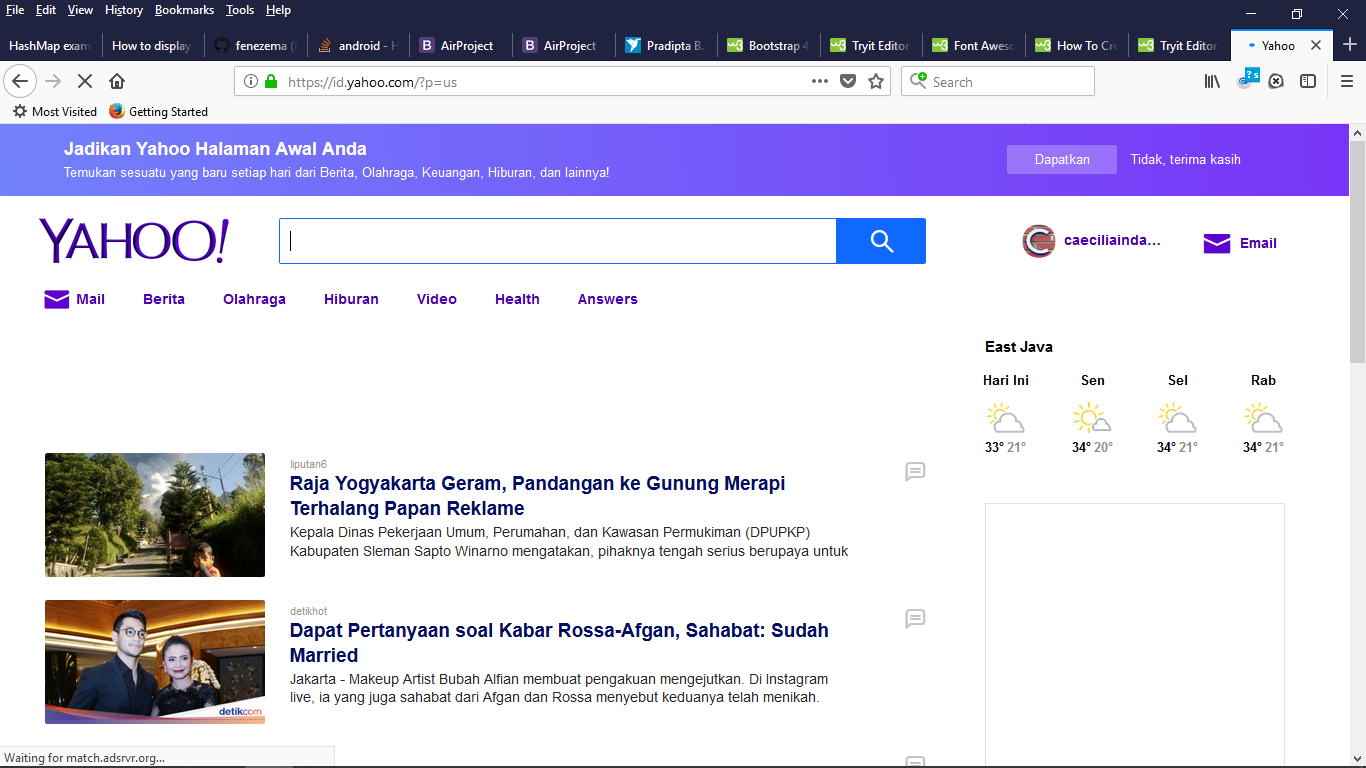 File Edit View History Bookmarks Tools Help
HashMap exam
How to display
fenezema (
android - H
AirProject
AirProject
Pradipta B.
Bootstrap 4
Tryit Editor
Font Aweso
How To Cre
Tryit Editor
Yahoo
https://id.yahoo.com/?p=us
Search
? s
Most Visited
Getting Started
Jadikan Yahoo Halaman Awal Anda
Temukan sesuatu yang baru setiap hari dari Berita, Olahraga, Keuangan, Hiburan, dan lainnya!
Dapatkan
Tidak, terima kasih
YAHOO!
caeciliainda...
Email
Mail Berita Olahraga Hiburan Video Health Answers
East Java
Hari Ini Sen Sel Rab
33° 21° 34° 20° 34° 21° 34° 21°
liputan6
Raja Yogyakarta Geram, Pandangan ke Gunung Merapi
Terhalang Papan Reklame
Kepala Dinas Pekerjaan Umum, Perumahan, dan Kawasan Permukiman (DPUPKP)
Kabupaten Sleman Sapto Winarno mengatakan, pihaknya tengah serius berupaya untuk
detikhot
Dapat Pertanyaan soal Kabar Rossa-Afgan, Sahabat: Sudah
Married
Jakarta - Makeup Artist Bubah Alfian membuat pengakuan mengejutkan. Di Instagram
live, ia yang juga sahabat dari Afgan dan Rossa menyebut keduanya telah menikah.
detikcom
Waiting for match.adsrvr.org...